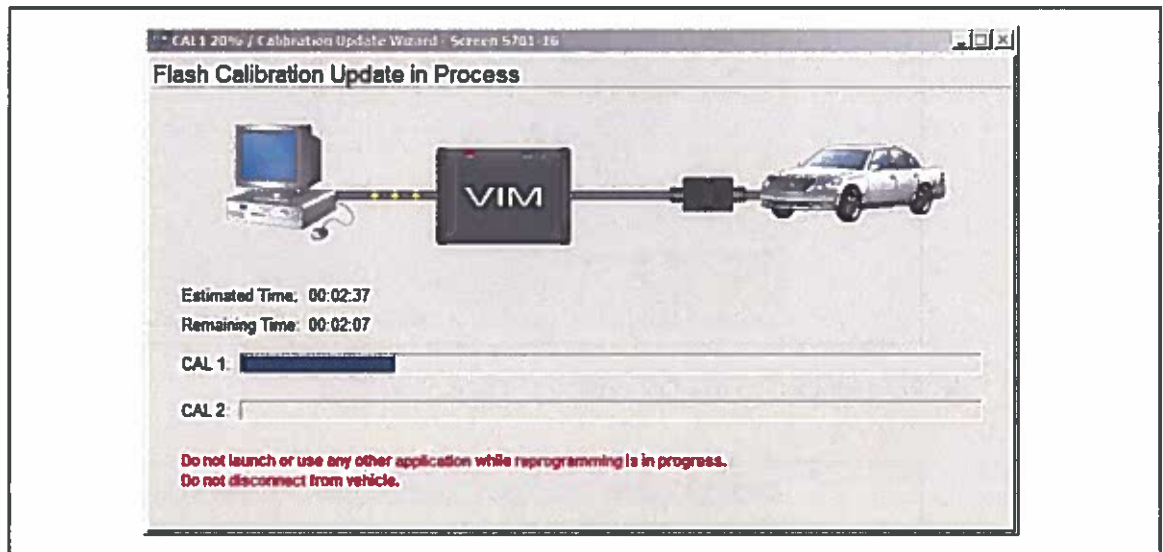 CAL1 20% / Calibration Update Wizard - Screen 5701-16
Flash Calibration Update in Process
VIM
Estimated Time: 00:02:37
Remaining Time: 00:02:07
CAL 1:
CAL 2:
Do not launch or use any other application while reprogramming is in progress.
Do not disconnect from vehicle.